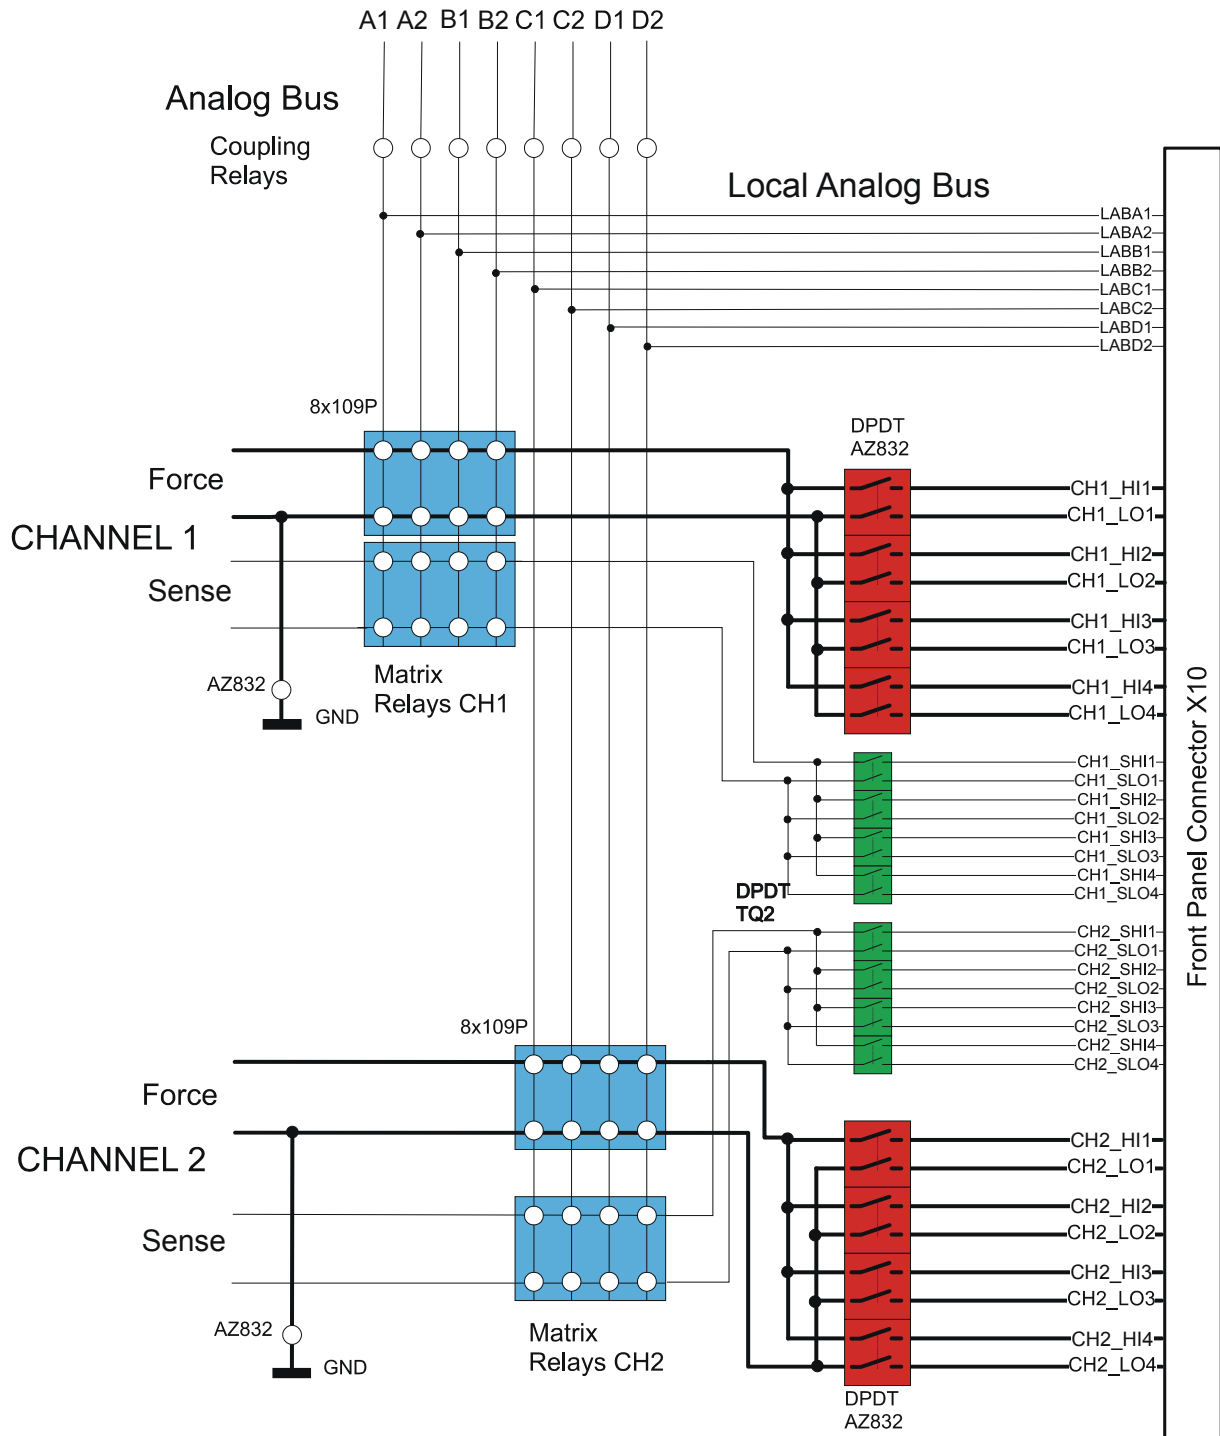 A1 A2 B1 B2 C1 C2 D1 D2
Analog Bus
Coupling
Relays
Local Analog Bus
LABA1
LABA2
LABB1
LABB2
LABC1
LABC2
LABD1
LABD2
8x109P
DPDT
AZ832
Force
CHANNEL 1
Sense
CH1_HI1
CH1_LO1
CH1_HI2
CH1_LO2
CH1_HI3
CH1_LO3
CH1_HI4
CH1_LO4
AZ832
GND
Matrix
Relays CH1
Front Panel Connector X10
CH1_SHI1
CH1_SLO1
CH1_SHI2
CH1_SLO2
CH1_SHI3
CH1_SLO3
CH1_SHI4
CH1_SLO4
DPDT
TQ2
CH2_SHI1
CH2_SLO1
CH2_SHI2
CH2_SLO2
CH2_SHI3
CH2_SLO3
CH2_SHI4
CH2_SLO4
8x109P
Force
CHANNEL 2
Sense
CH2_HI1
CH2_LO1
CH2_HI2
CH2_LO2
CH2_HI3
CH2_LO3
CH2_HI4
CH2_LO4
AZ832
GND
Matrix
Relays CH2
DPDT
AZ832